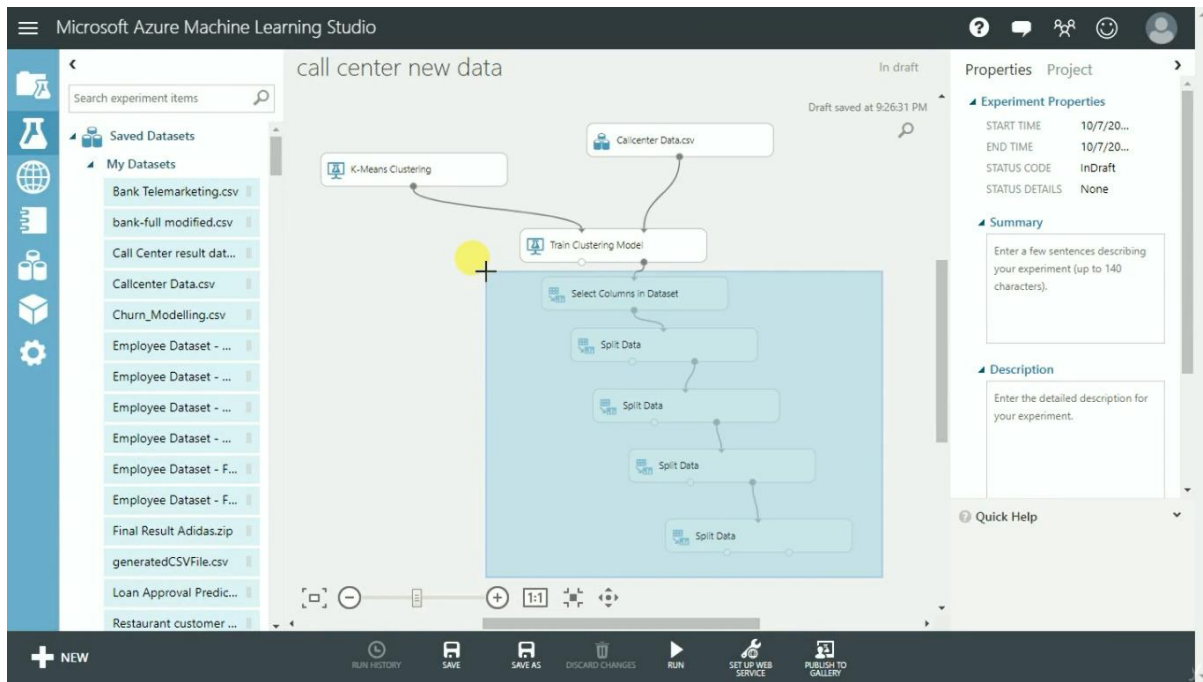 Microsoft Azure Machine Learning Studio
Search experiment items
Saved Datasets
My Datasets
Bank Telemarketing.csv
bank-full modified.csv
Call Center result dat...
Callcenter Data.csv
Churn_Modelling.csv
Employee Dataset - ...
Employee Dataset - ...
Employee Dataset - ...
Employee Dataset - ...
Employee Dataset - F...
Employee Dataset - F...
Final Result Adidas.zip
generatedCSVFile.csv
Loan Approval Predic...
Restaurant customer ...
call center new data
In draft
Draft saved at 9:26:31 PM
Callcenter Data.csv
K-Means Clustering
Train Clustering Model
Select Columns in Dataset
Split Data
Split Data
Split Data
Split Data
1:1
Properties Project
Experiment Properties
START TIME 10/7/20...
END TIME 10/7/20...
STATUS CODE InDraft
STATUS DETAILS None
Summary
Enter a few sentences describing
your experiment (up to 140
characters).
Description
Enter the detailed description for
your experiment.
Quick Help
NEW
RUN HISTORY
SAVE
SAVE AS
DISCARD CHANGES
RUN
SET UP WEB
SERVICE
PUBLISH TO
GALLERY